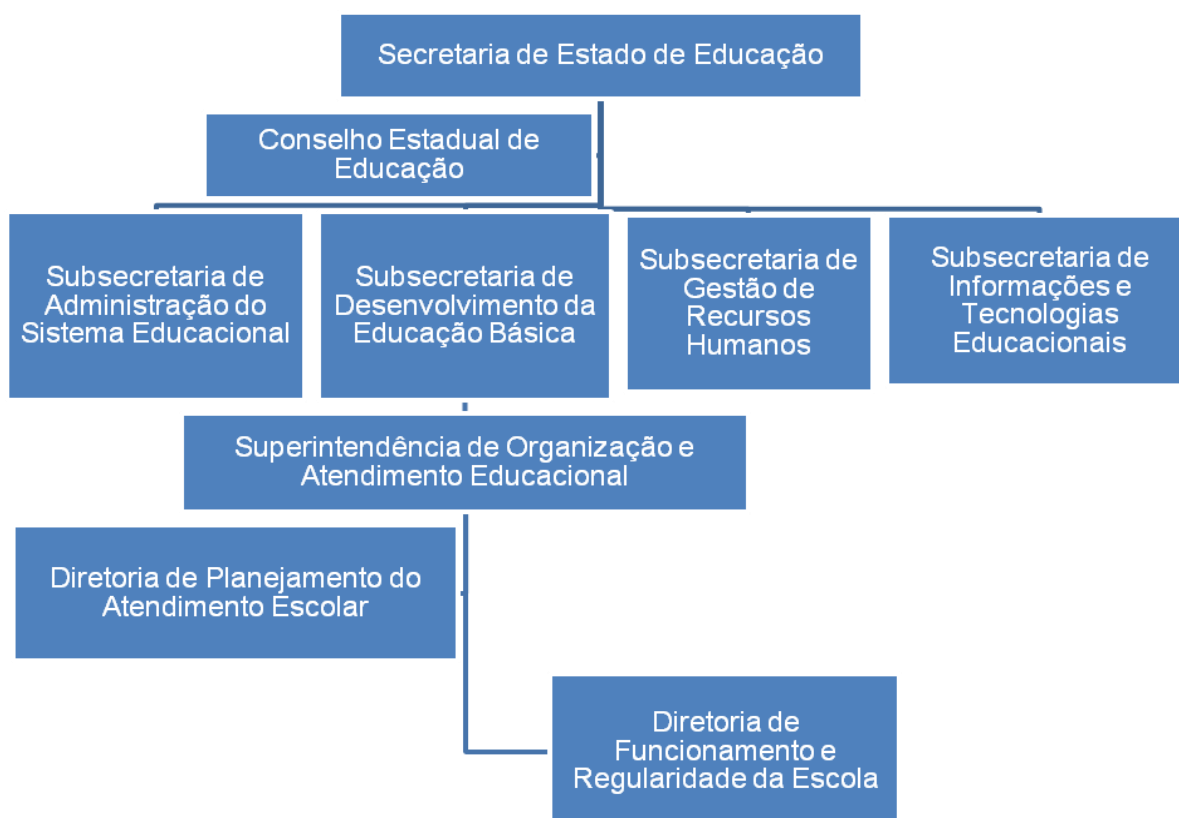 Secretaria de Estado de Educação
Conselho Estadual de
Educação
Subsecretaria de
Administração do
Sistema Educacional
Subsecretaria de
Desenvolvimento da
Educação Básica
Subsecretaria de
Gestão de
Recursos
Humanos
Subsecretaria de
Informações e
Tecnologias
Educacionais
Superintendência de Organização e
Atendimento Educacional
Diretoria de Planejamento do
Atendimento Escolar
Diretoria de
Funcionamento e
Regularidade da Escola